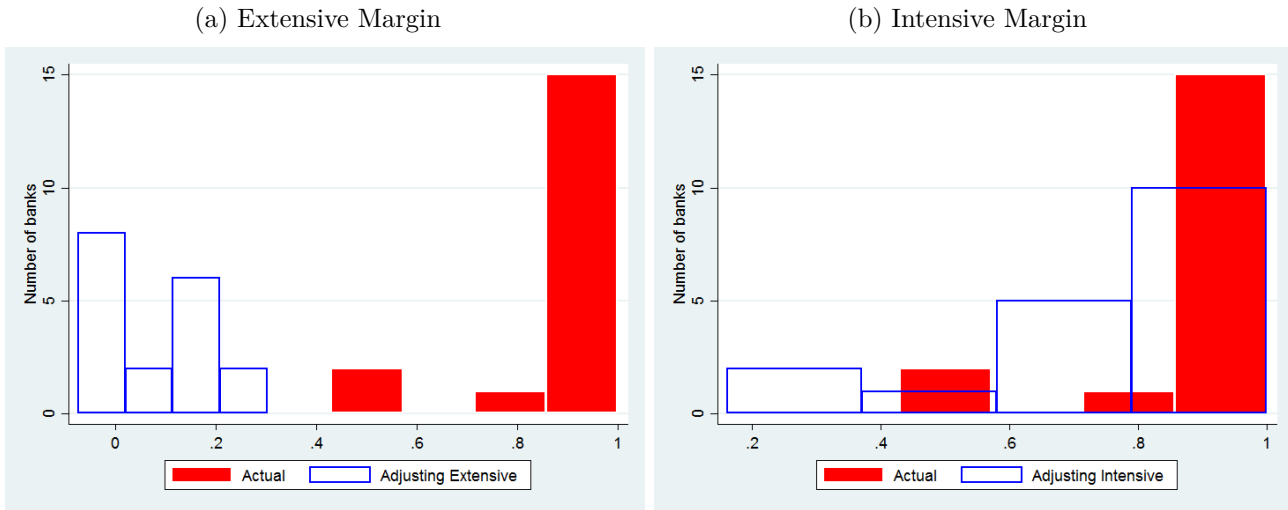 (a) Extensive Margin
Number of banks
15
10
5
0
0 .2 .4 .6 .8 1
Actual Adjusting Extensive
(b) Intensive Margin
Number of banks
15
10
5
0
.2 .4 .6 .8 1
Actual Adjusting Intensive